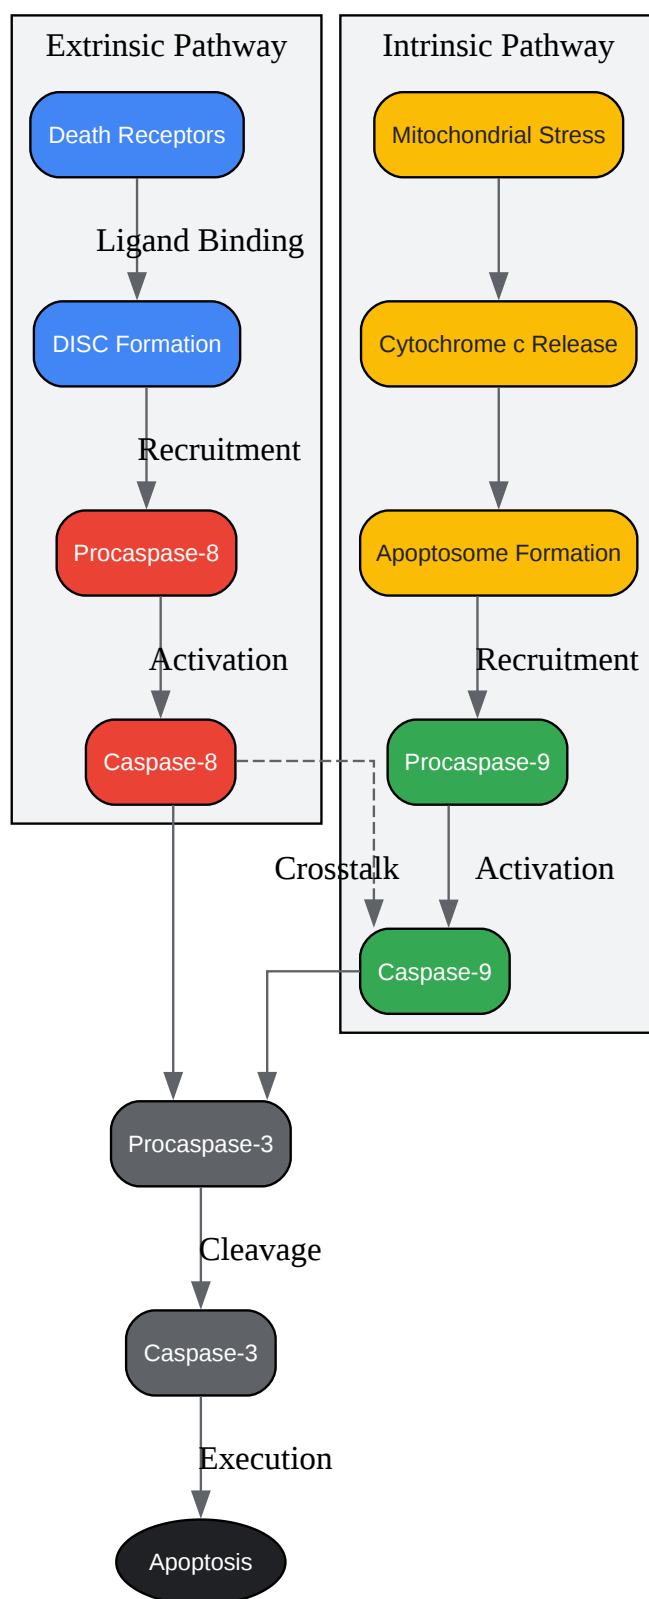 Extrinsic Pathway
Death Receptors
Ligand Binding
DISC Formation
Recruitment
Procaspase-8
Activation
Caspase-8
Intrinsic Pathway
Mitochondrial Stress
Cytochrome c Release
Apoptosome Formation
Recruitment
Procaspase-9
Activation
Crosstalk
Caspase-9
Procaspase-3
Cleavage
Caspase-3
Execution
Apoptosis